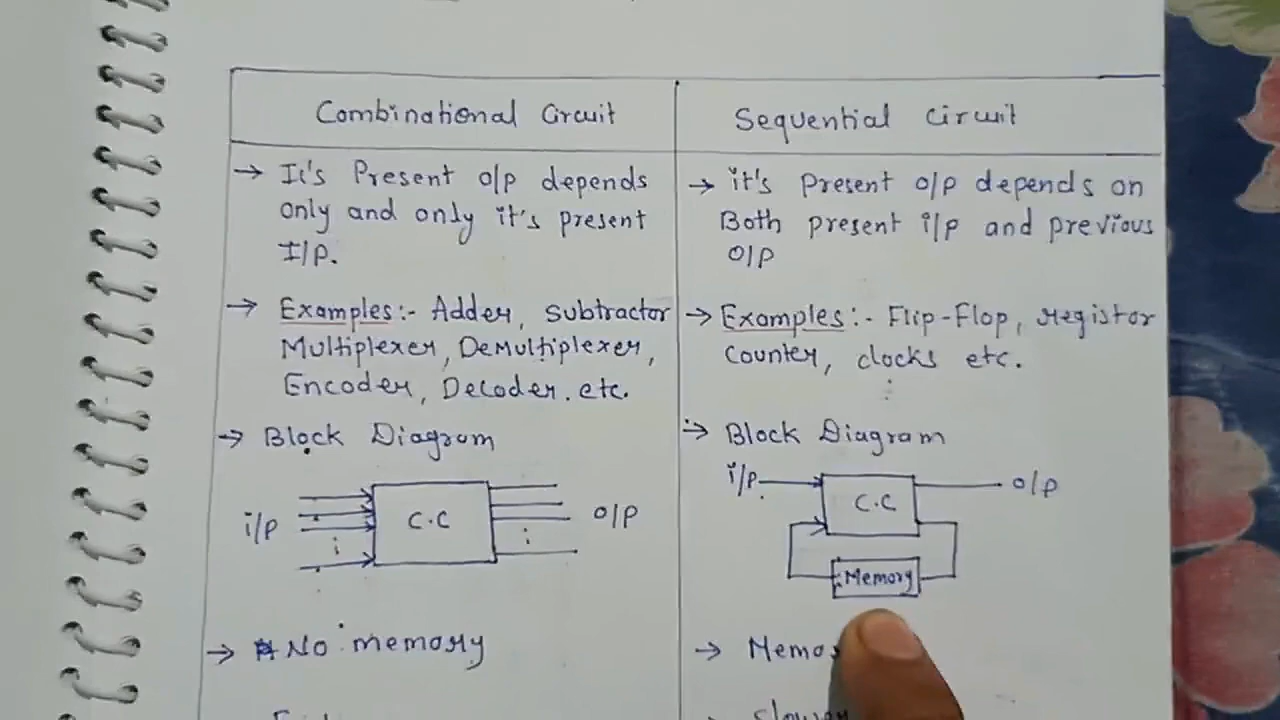 Combinational Circuit
→ It's Present o/p depends
only and only it's present
I/P.
→ Examples:- Adder, Subtractor
Multiplexer, DeMultiplexer,
Encoder, Decoder. etc.
→ Block Diagram
i/p
C.C
o/p
→ No memory
Sequential Circuit
→ it's present o/p depends on
Both present i/p and previous
o/p
→ Examples:- Flip-Flop, registor
counter, clocks etc.
→ Block Diagram
i/p
C.C
o/p
Memory
→